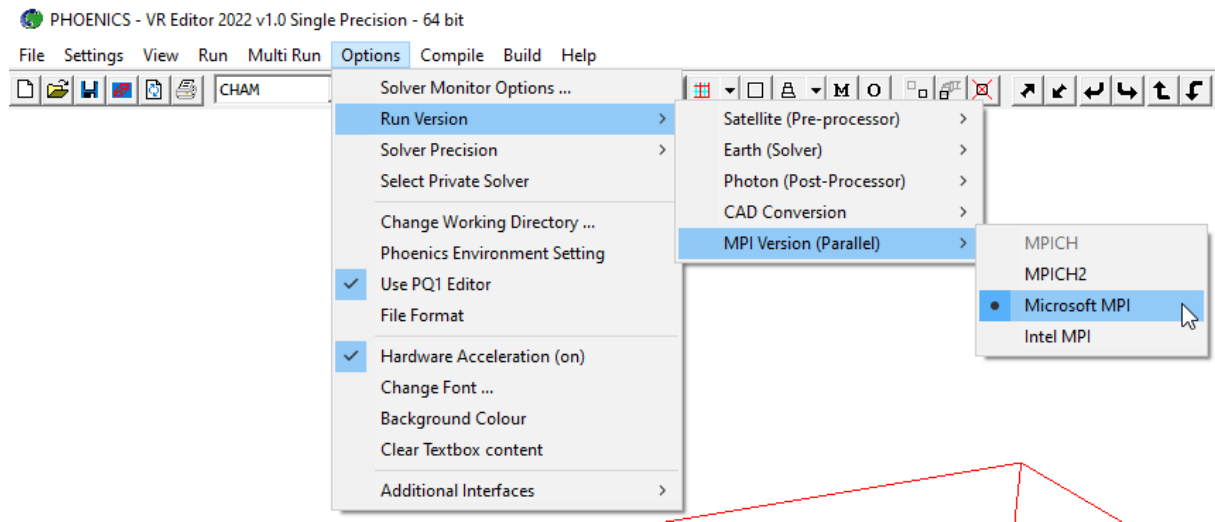 PHOENICS - VR Editor 2022 v1.0 Single Precision - 64 bit
File Settings View Run Multi Run Options Compile Build Help
CHAM
M O
Solver Monitor Options ...
Run Version
Solver Precision
Select Private Solver
Change Working Directory ...
Phoenics Environment Setting
Use PQ1 Editor
File Format
Hardware Acceleration (on)
Change Font ...
Background Colour
Clear Textbox content
Additional Interfaces
Satellite (Pre-processor)
Earth (Solver)
Photon (Post-Processor)
CAD Conversion
MPI Version (Parallel)
MPICH
MPICH2
Microsoft MPI
Intel MPI